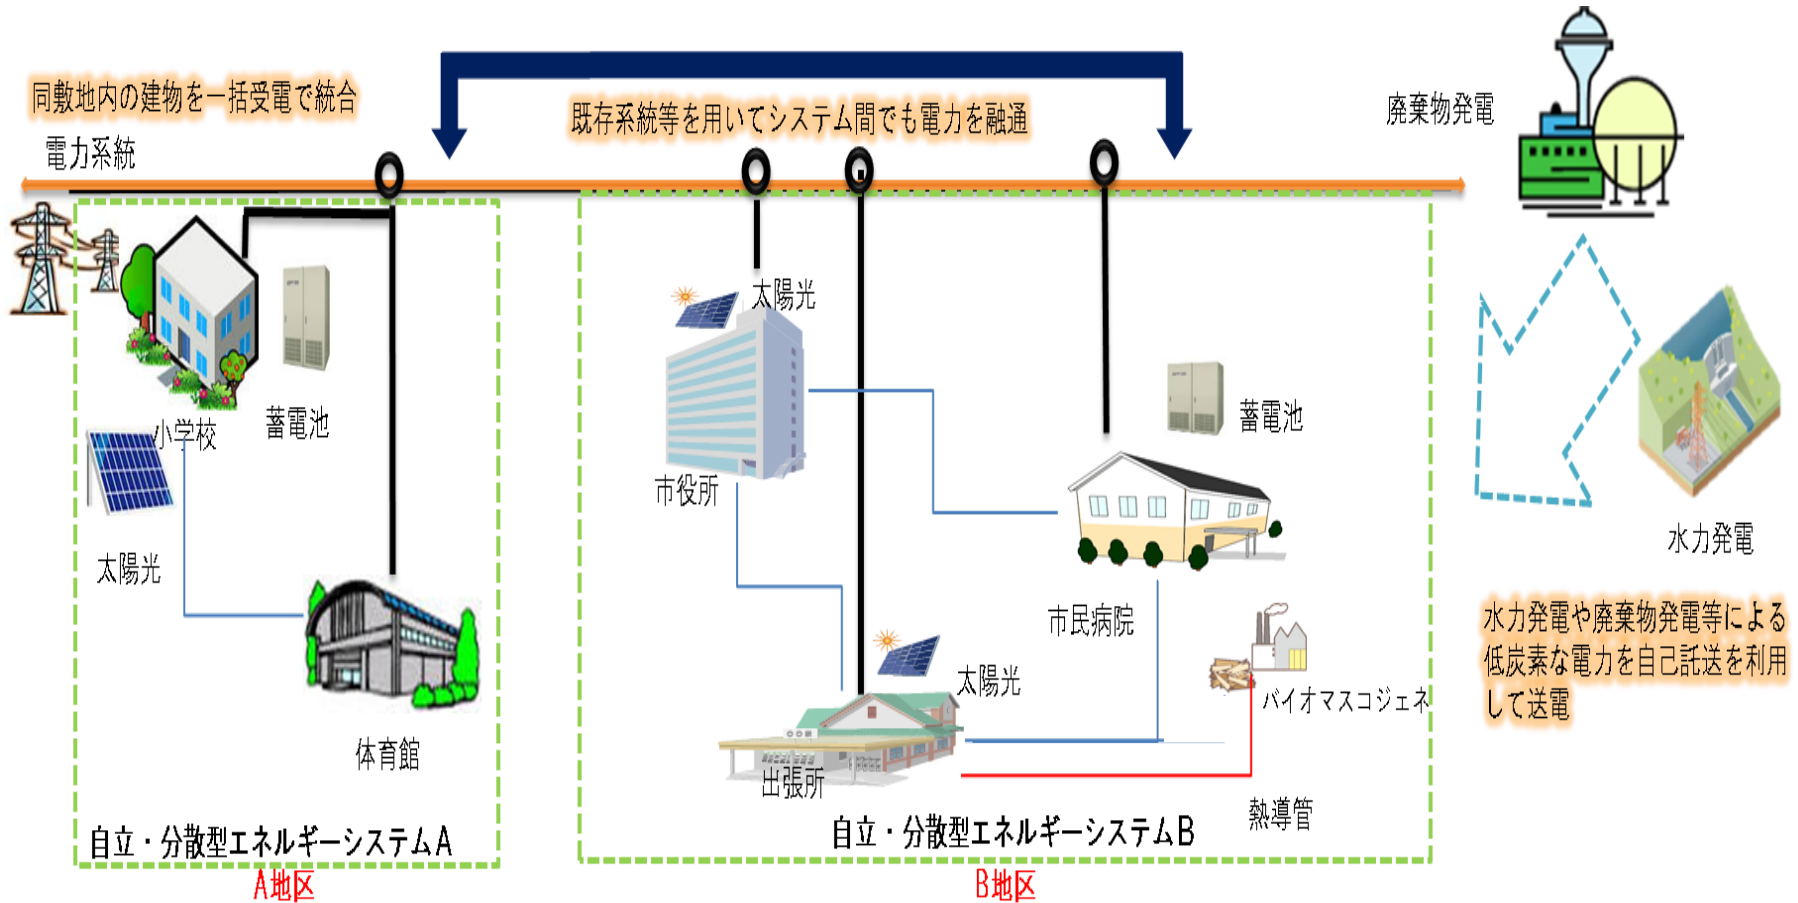 同敷地内の建物を一括受電で統合
電力系統
既存系統等を用いてシステム間でも電力を融通
廃棄物発電
小学校
蓄電池
太陽光
体育館
自立・分散型エネルギーシステムA
A地区
太陽光
市役所
蓄電池
市民病院
太陽光
バイオマスコジェネ
出張所
熱導管
自立・分散型エネルギーシステムB
B地区
水力発電
水力発電や廃棄物発電等による
低炭素な電力を自己託送を利用
して送電